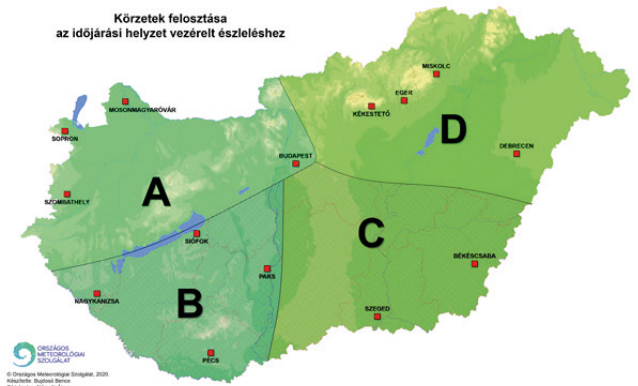 Körzetek felosztása
az időjárási helyzet vezérelt észleléshez
MISKOLC
EGER
KÉKESTETŐ
MOSONMAGYARÓVÁR
SOPRON
D
DEBRECEN
BUDAPEST
A
SZOMBATHELY
SIÓFOK
C
BÉKÉSCSABA
PAKS
NAGYKANIZSA
B
SZEGED
PÉCS
ORSZÁGOS
METEOROLÓGIAI
SZOLGÁLAT
© Országos Meteorológiai Szolgálat, 2020.
Készítette: Bujdosó Bence